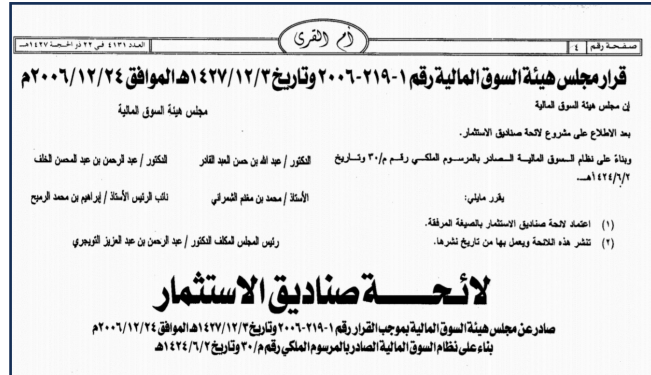 صفحة رقم ٤
أم القرى
العدد ٤١٣١ في ٢٢ ذو الحجة ١٤٢٧هـ
قرار مجلس هيئة السوق المالية رقم ١-٢١٩-٢٠٠٦ وتاريخ ١٤٢٧/١٢/٣هـ الموافق ٢٠٠٦/١٢/٢٤م
إن مجلس هيئة السوق المالية
بعد الاطلاع على مشروع لائحة صناديق الاستثمار.
وبناءً على نظام السوق المالية الصادر بالمرسوم الملكي رقم م/٣٠ وتاريخ
١٤٢٤/٦/٢هـ.
يقرر مايلي:
(١) اعتماد لائحة صناديق الاستثمار بالصيغة المرفقة.
(٢) تنشر هذه اللائحة ويعمل بها من تاريخ نشرها.
مجلس هيئة السوق المالية
الدكتور / عبد الله بن حسن العبد القادر
الدكتور / عبد الرحمن بن عبد المحسن الخلف
الأستاذ / محمد بن مغنم الشمراني
نائب الرئيس الأستاذ / إبراهيم بن محمد الرميح
رئيس المجلس المكلف الدكتور / عبد الرحمن بن عبد العزيز التويجري
لائحــــة صناديق الاستثمار
صادر عن مجلس هيئة السوق المالية بموجب القرار رقم ١-٢١٩-٢٠٠٦ وتاريخ ١٤٢٧/١٢/٣هـ الموافق ٢٠٠٦/١٢/٢٤م
بناء على نظام السوق المالية الصادر بالمرسوم الملكي رقم م/٣٠ وتاريخ ١٤٢٤/٦/٢هـ